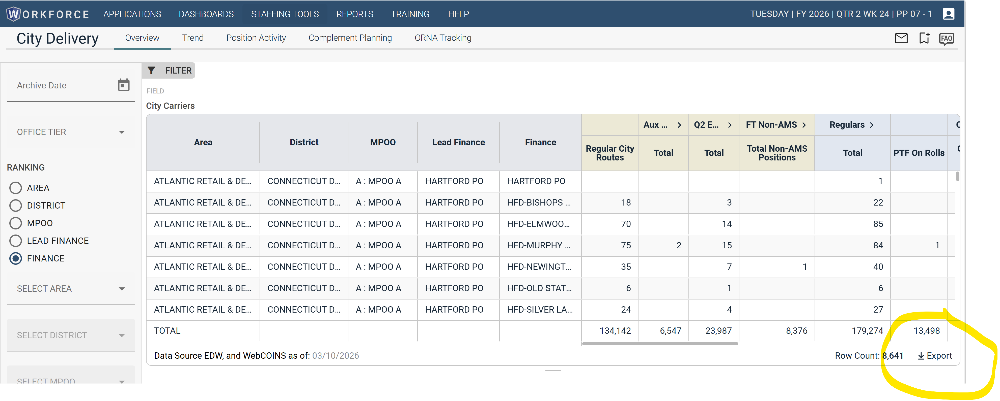 WORKFORCE APPLICATIONS DASHBOARDS STAFFING TOOLS REPORTS TRAINING HELP TUESDAY | FY 2026 | QTR 2 WK 24 | PP 07 - 1
City Delivery Overview Trend Position Activity Complement Planning ORNA Tracking FAQ
FILTER
Archive Date
FIELD
City Carriers
OFFICE TIER
RANKING
AREA
DISTRICT
MPOO
LEAD FINANCE
FINANCE
SELECT AREA
SELECT DISTRICT
SELECT MPOO
Aux ... Q2 E... FT Non-AMS Regulars
Area District MPOO Lead Finance Finance Regular City Routes Total Total Total Non-AMS Positions Total PTF On Rolls
ATLANTIC RETAIL & DE... CONNECTICUT D... A : MPOO A HARTFORD PO HARTFORD PO 1
ATLANTIC RETAIL & DE... CONNECTICUT D... A : MPOO A HARTFORD PO HFD-BISHOPS ... 18 3 22
ATLANTIC RETAIL & DE... CONNECTICUT D... A : MPOO A HARTFORD PO HFD-ELMWOO... 70 14 85
ATLANTIC RETAIL & DE... CONNECTICUT D... A : MPOO A HARTFORD PO HFD-MURPHY ... 75 2 15 84 1
ATLANTIC RETAIL & DE... CONNECTICUT D... A : MPOO A HARTFORD PO HFD-NEWINGT... 35 7 1 40
ATLANTIC RETAIL & DE... CONNECTICUT D... A : MPOO A HARTFORD PO HFD-OLD STAT... 6 1 6
ATLANTIC RETAIL & DE... CONNECTICUT D... A : MPOO A HARTFORD PO HFD-SILVER LA... 24 4 27
TOTAL 134,142 6,547 23,987 8,376 179,274 13,498
Data Source EDW, and WebCOINS as of: 03/10/2026 Row Count: 8,641 Export